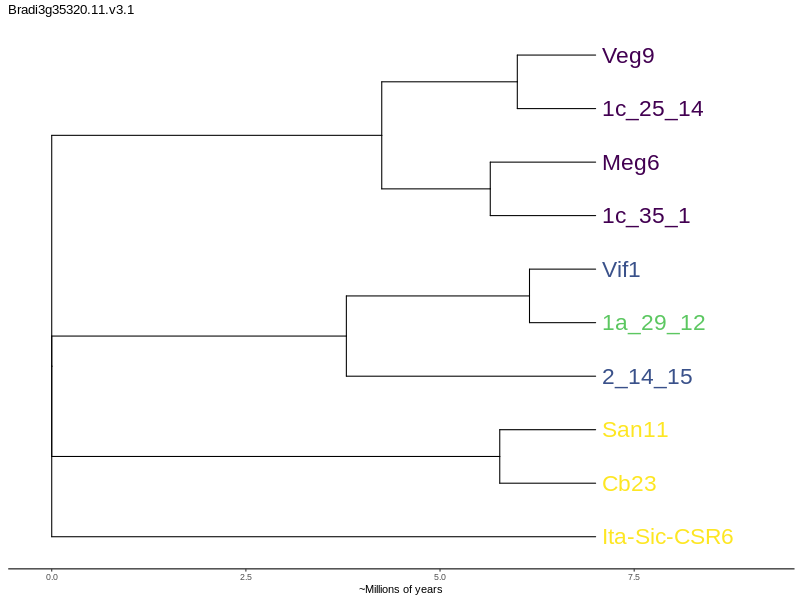 Bradi3g35320.11.v3.1
Veg9
1c_25_14
Meg6
1c_35_1
Vif1
1a_29_12
2_14_15
San11
Cb23
Ita-Sic-CSR6
0.0 2.5 5.0 7.5
~Millions of years